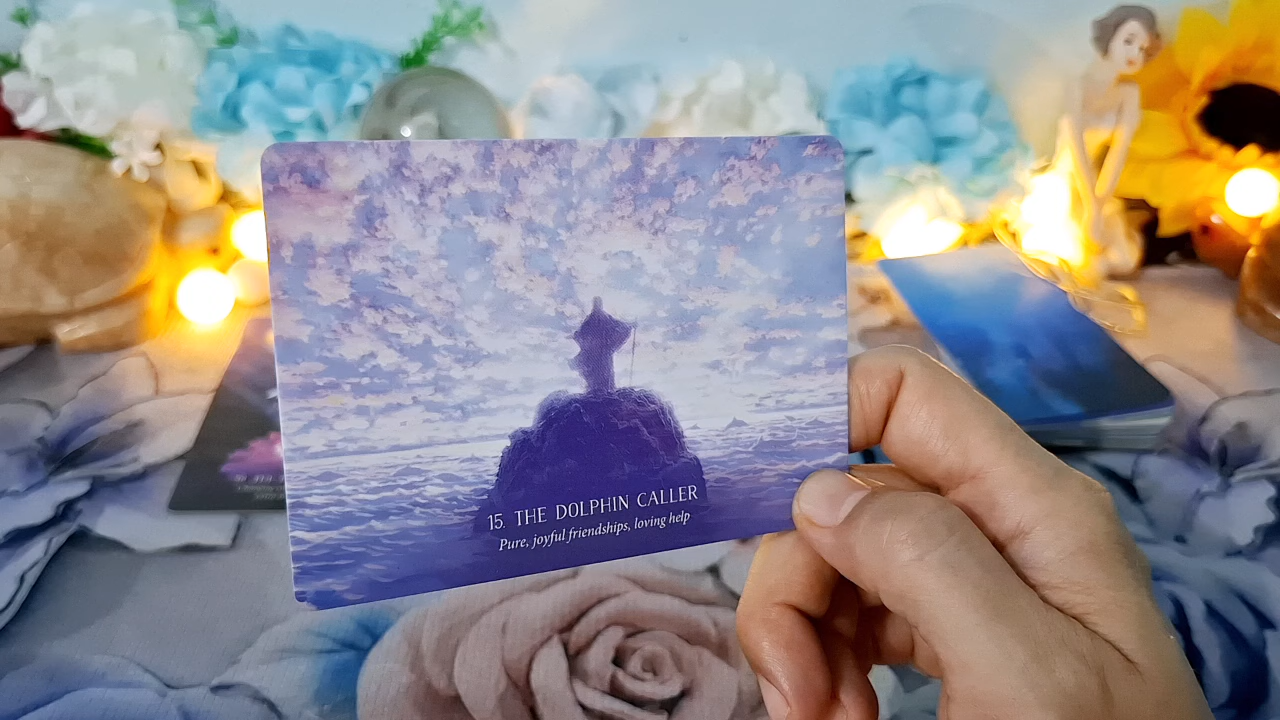 15. THE DOLPHIN CALLER
Pure, joyful friendships, loving help